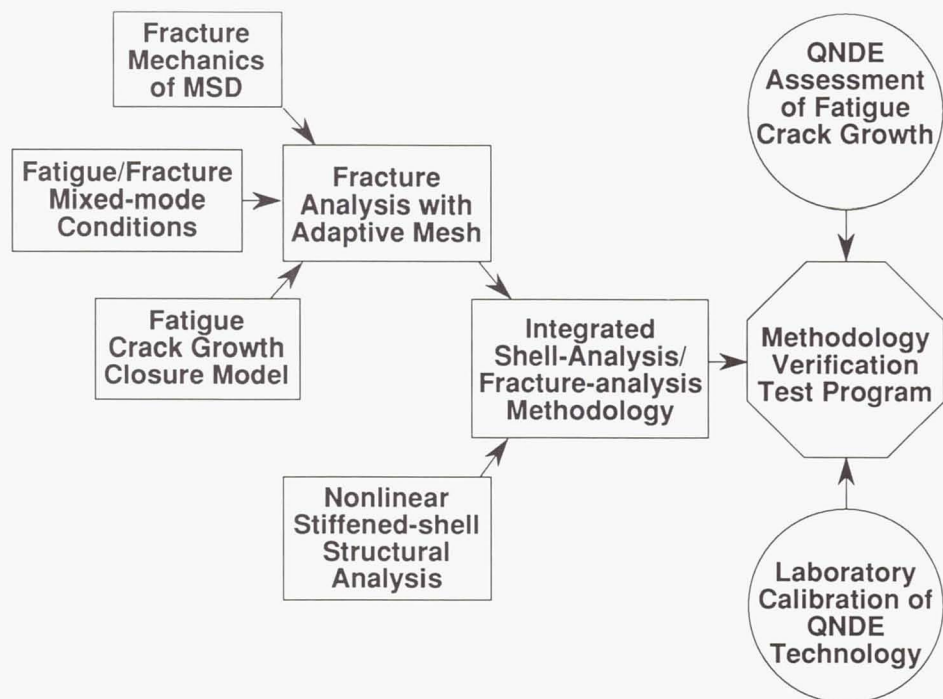 Fracture
Mechanics
of MSD
QNDE
Assessment
of Fatigue
Crack Growth
Fatigue/Fracture
Mixed-mode
Conditions
Fracture
Analysis with
Adaptive Mesh
Fatigue
Crack Growth
Closure Model
Integrated
Shell-Analysis/
Fracture-analysis
Methodology
Methodology
Verification
Test Program
Nonlinear
Stiffened-shell
Structural
Analysis
Laboratory
Calibration of
QNDE
Technology